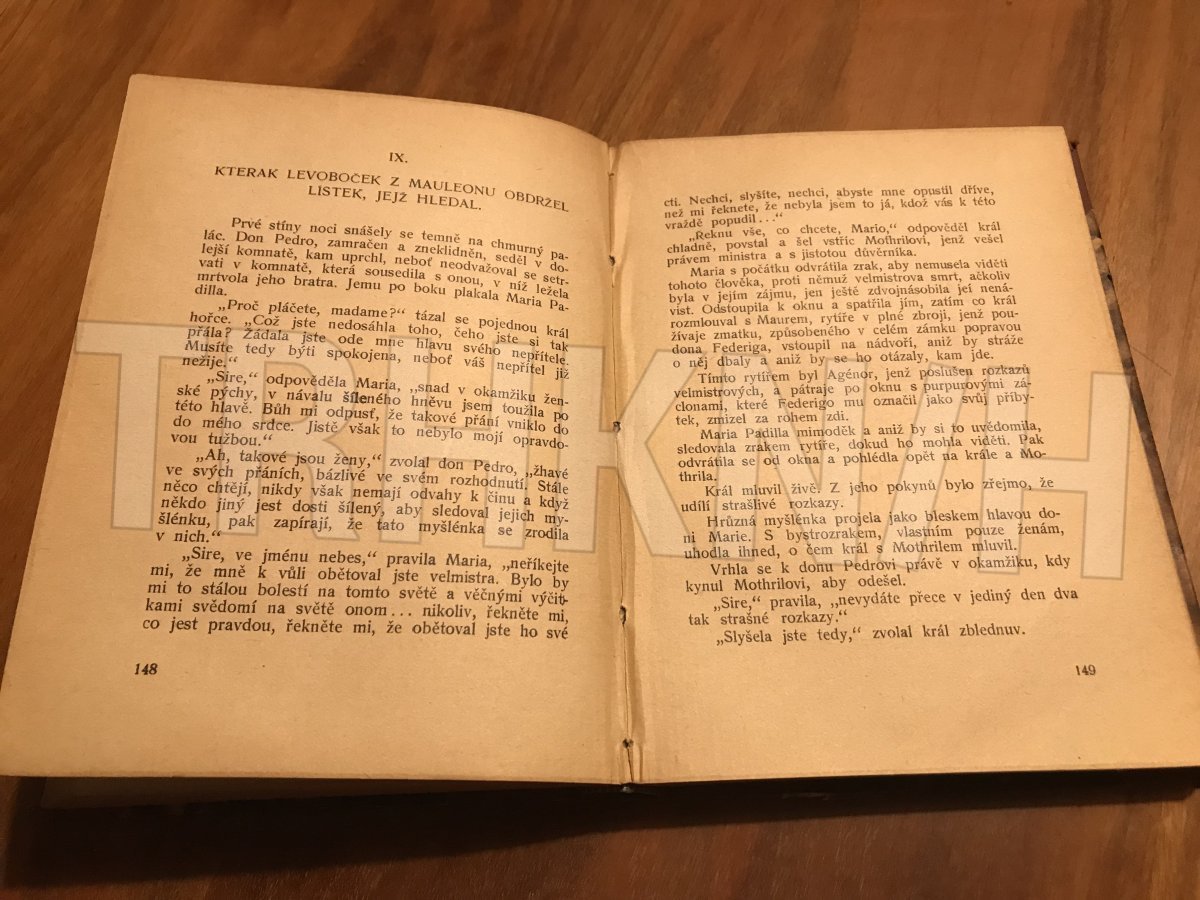 IX.
KTERAK LEVOBOČEK Z MAULEONU OBDRŽEL
LÍSTEK, JEJŽ HLEDAL.
Prvé stíny noci snášely se temně na chmurný pa-
lác. Don Pedro, zamračen a zneklidněn, seděl v do-
lejší komnatě, kam uprchl, neboť neodvažoval se setr-
vati v komnatě, která sousedila s onou, v níž ležela
mrtvola jeho bratra. Jemu po boku plakala Maria Pa-
dilla.
„Proč pláčete, madame?“ tázal se pojednou král
hořce. „Což jste nedosáhla toho, čeho jste si tak
přála? Žádala jste ode mne hlavu svého nepřítele.
Musíte tedy býti spokojena, neboť váš nepřítel již
nežije.“
„Sire,“ odpověděla Maria, „snad v okamžiku žen-
ské pýchy, v návalu šíleného hněvu jsem toužila po
této hlavě. Bůh mi odpusť, že takové přání vniklo do
do mého srdce. Jistě však to nebylo mojí opravdo-
vou tužbou.“
„Ah, takové jsou ženy,“ zvolal don Pedro, „žhavé
ve svých přáních, bázlivé ve svém rozhodnutí. Stále
něco chtějí, nikdy však nemají odvahy k činu a když
někdo jiný jest dosti šílený, aby sledoval jejich my-
šlénku, pak zapírají, že tato myšlénka se zrodila
v nich.“
„Sire, ve jménu nebes,“ pravila Maria, „neříkejte
mi, že mně k vůli obětoval jste velmistra. Bylo by
mi to stálou bolestí na tomto světě a věčnými výčit-
kami svědomí na světě onom... nikoliv, řekněte mi,
co jest pravdou, řekněte mi, že obětoval jste ho své
148
cti. Nechci, slyšíte, nechci, abyste mne opustil dříve,
než mi řeknete, že nebyla jsem to já, kdož vás k této
vraždě popudil...“
„Řeknu vše, co chcete, Mario,“ odpověděl král
chladně, povstal a šel vstříc Mothrilovi, jenž vešel
právem ministra a s jistotou důvěrníka.
Maria s počátku odvrátila zrak, aby nemusela viděti
tohoto člověka, proti němuž velmistrova smrt, ačkoliv
byla v jejím zájmu, jen ještě zdvojnásobila její nená-
vist. Odstoupila k oknu a spatřila jím, zatím co král
rozmlouval s Maurem, rytíře v plné zbroji, jenž pou-
žívaje zmatku, způsobeného v celém zámku popravou
dona Federiga, vstoupil na nádvoří, aniž by stráže
o něj dbaly a aniž by se ho otázaly, kam jde.
Tímto rytířem byl Agénor, jenž poslušen rozkazů
velmistrových, a pátraje po oknu s purpurovými zá-
clonami, které Federigo mu označil jako svůj příby-
tek, zmizel za rohem zdi.
Maria Padilla mimoděk a aniž by si to uvědomila,
sledovala zrakem rytíře, dokud ho mohla viděti. Pak
odvrátila se od okna a pohlédla opět na krále a Mo-
thrila.
Král mluvil živě. Z jeho pokynů bylo zřejmo, že
udílí strašlivé rozkazy.
Hrůzná myšlénka projela jako bleskem hlavou do-
ni Marie. S bystrozrakem, vlastním pouze ženám,
uhodla ihned, o čem král s Mothrilem mluvil.
Vrhla se k donu Pedrovi právě v okamžiku, kdy
kynul Mothrilovi, aby odešel.
„Sire,“ pravila, „nevydáte přece v jediný den dva
tak strašné rozkazy.“
„Slyšela jste tedy,“ zvolal král zblednuv.
149
TRHKNIH